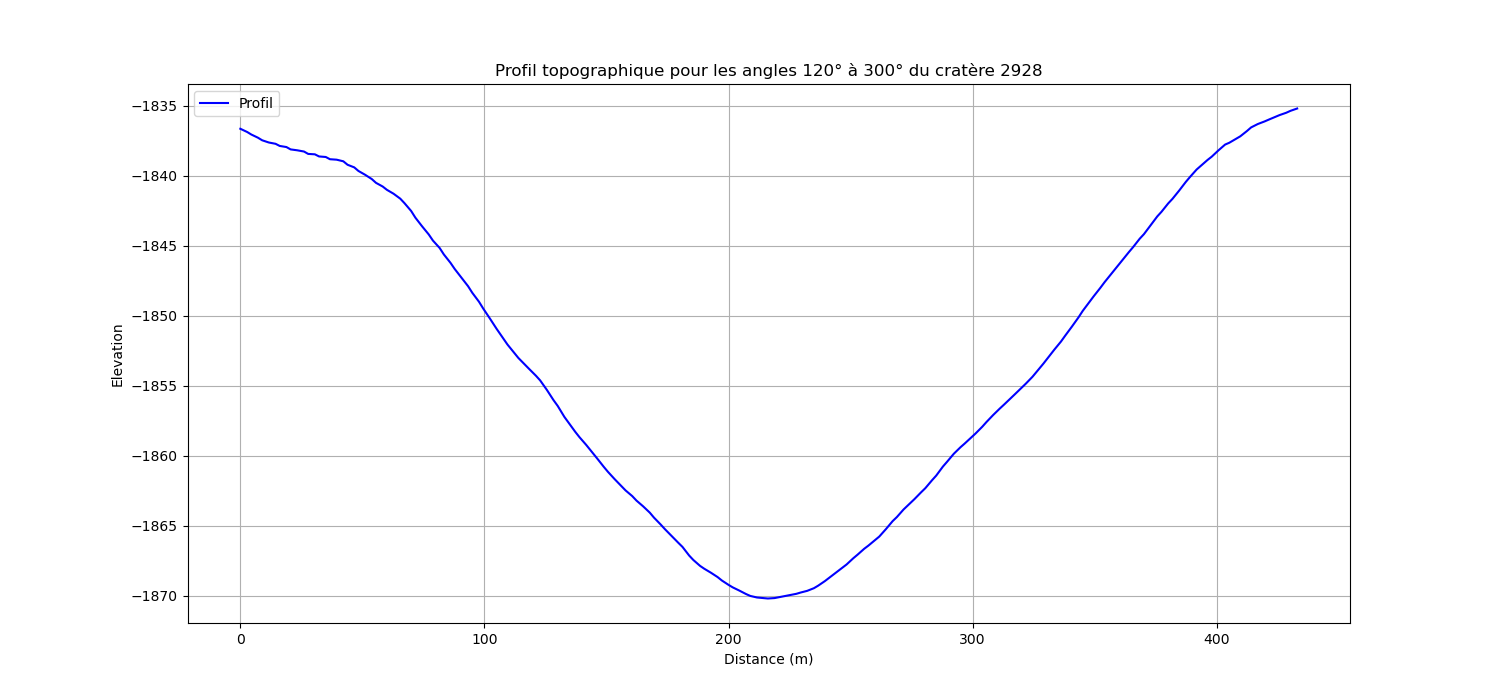 Profil topographique pour les angles 120° à 300° du cratère 2928
Profil
−1835
−1840
−1845
−1850
−1855
−1860
−1865
−1870
Elevation
0 100 200 300 400
Distance (m)